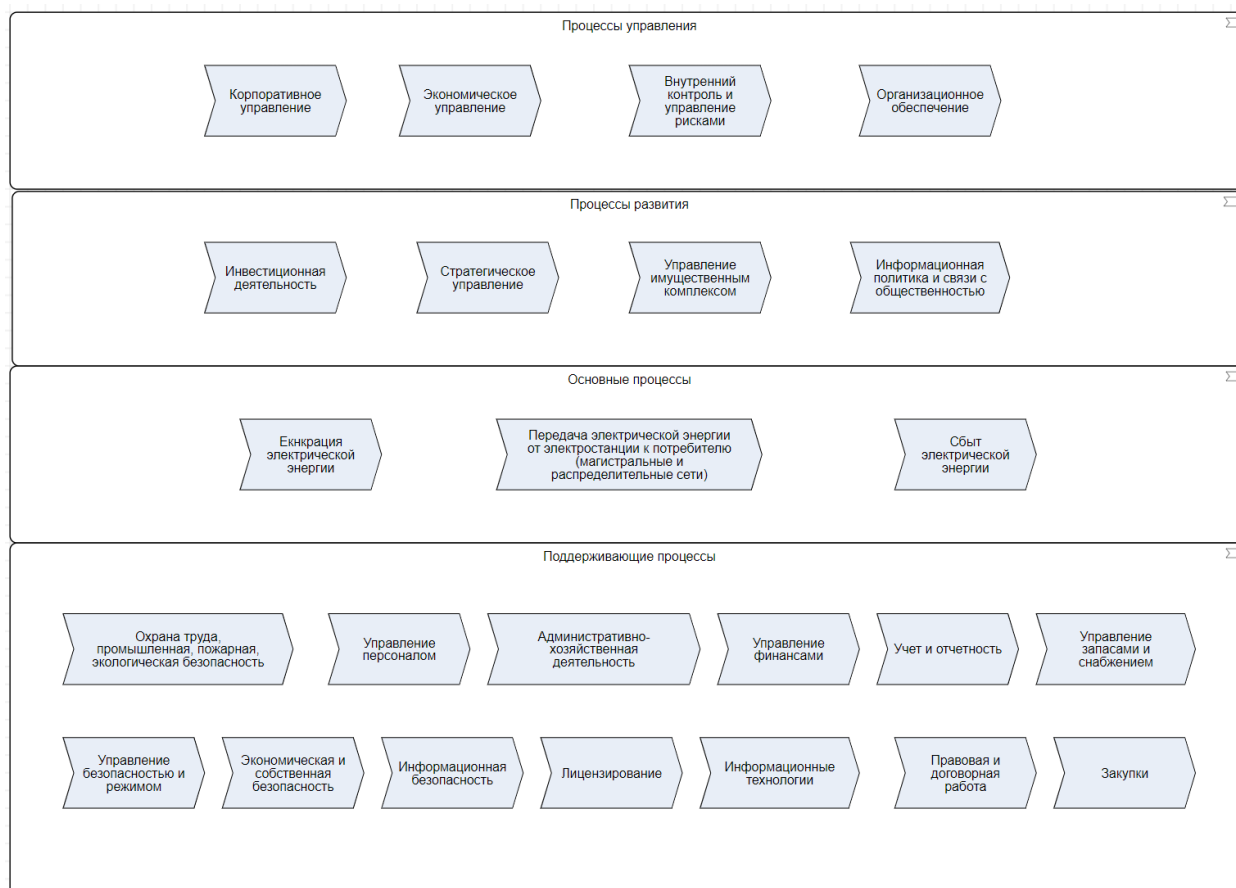 Процессы управления
Корпоративное
управление
Экономическое
управление
Внутренний
контроль и
управление
рисками
Организационное
обеспечение
Процессы развития
Инвестиционная
деятельность
Стратегическое
управление
Управление
имущественным
комплексом
Информационная
политика и связи с
общественностью
Основные процессы
Екнкрация
электрической
энергии
Передача электрической энергии
от электростанции к потребителю
(магистральные и
распределительные сети)
Сбыт
электрической
энергии
Поддерживающие процессы
Охрана труда,
промышленная, пожарная,
экологическая безопасность
Управление
персоналом
Административно-
хозяйственная
деятельность
Управление
финансами
Учет и отчетность
Управление
запасами и
снабжением
Управление
безопасностью и
режимом
Экономическая и
собственная
безопасность
Информационная
безопасность
Лицензирование
Информационные
технологии
Правовая и
договорная
работа
Закупки